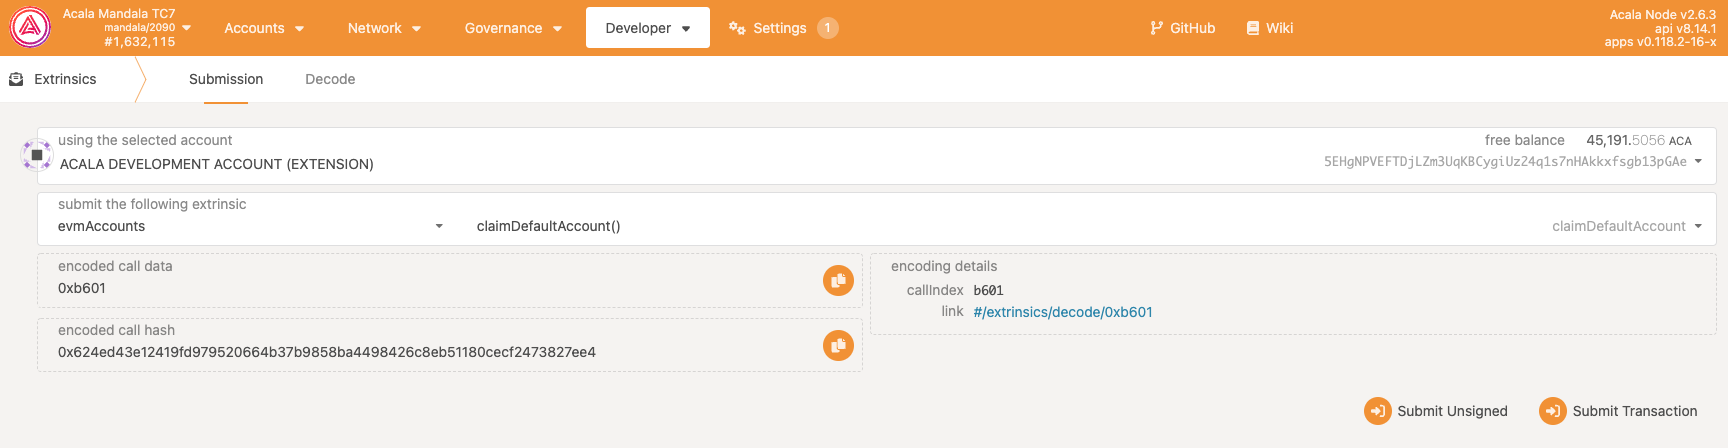 Acala Mandala TC7
mandala/2090
#1,632,115
Accounts
Network
Governance
Developer
Settings
1
GitHub
Wiki
Acala Node v2.6.3
api v8.14.1
apps v0.118.2-16-x
Extrinsics
Submission
Decode
using the selected account
free balance 45,191.5056 ACA
ACALA DEVELOPMENT ACCOUNT (EXTENSION)
5EHgNPVEFTDjLZm3UqKBCygiUzZ4q1s7nHAkkxfsgb13pGAe
submit the following extrinsic
evmAccounts
claimDefaultAccount()
claimDefaultAccount
encoded call data
0xb601
encoding details
callIndex b601
link #/extrinsics/decode/0xb601
encoded call hash
0x624ed43e12419fd979520664b37b9858ba4498426c8eb51180cecf2473827ee4
Submit Unsigned
Submit Transaction